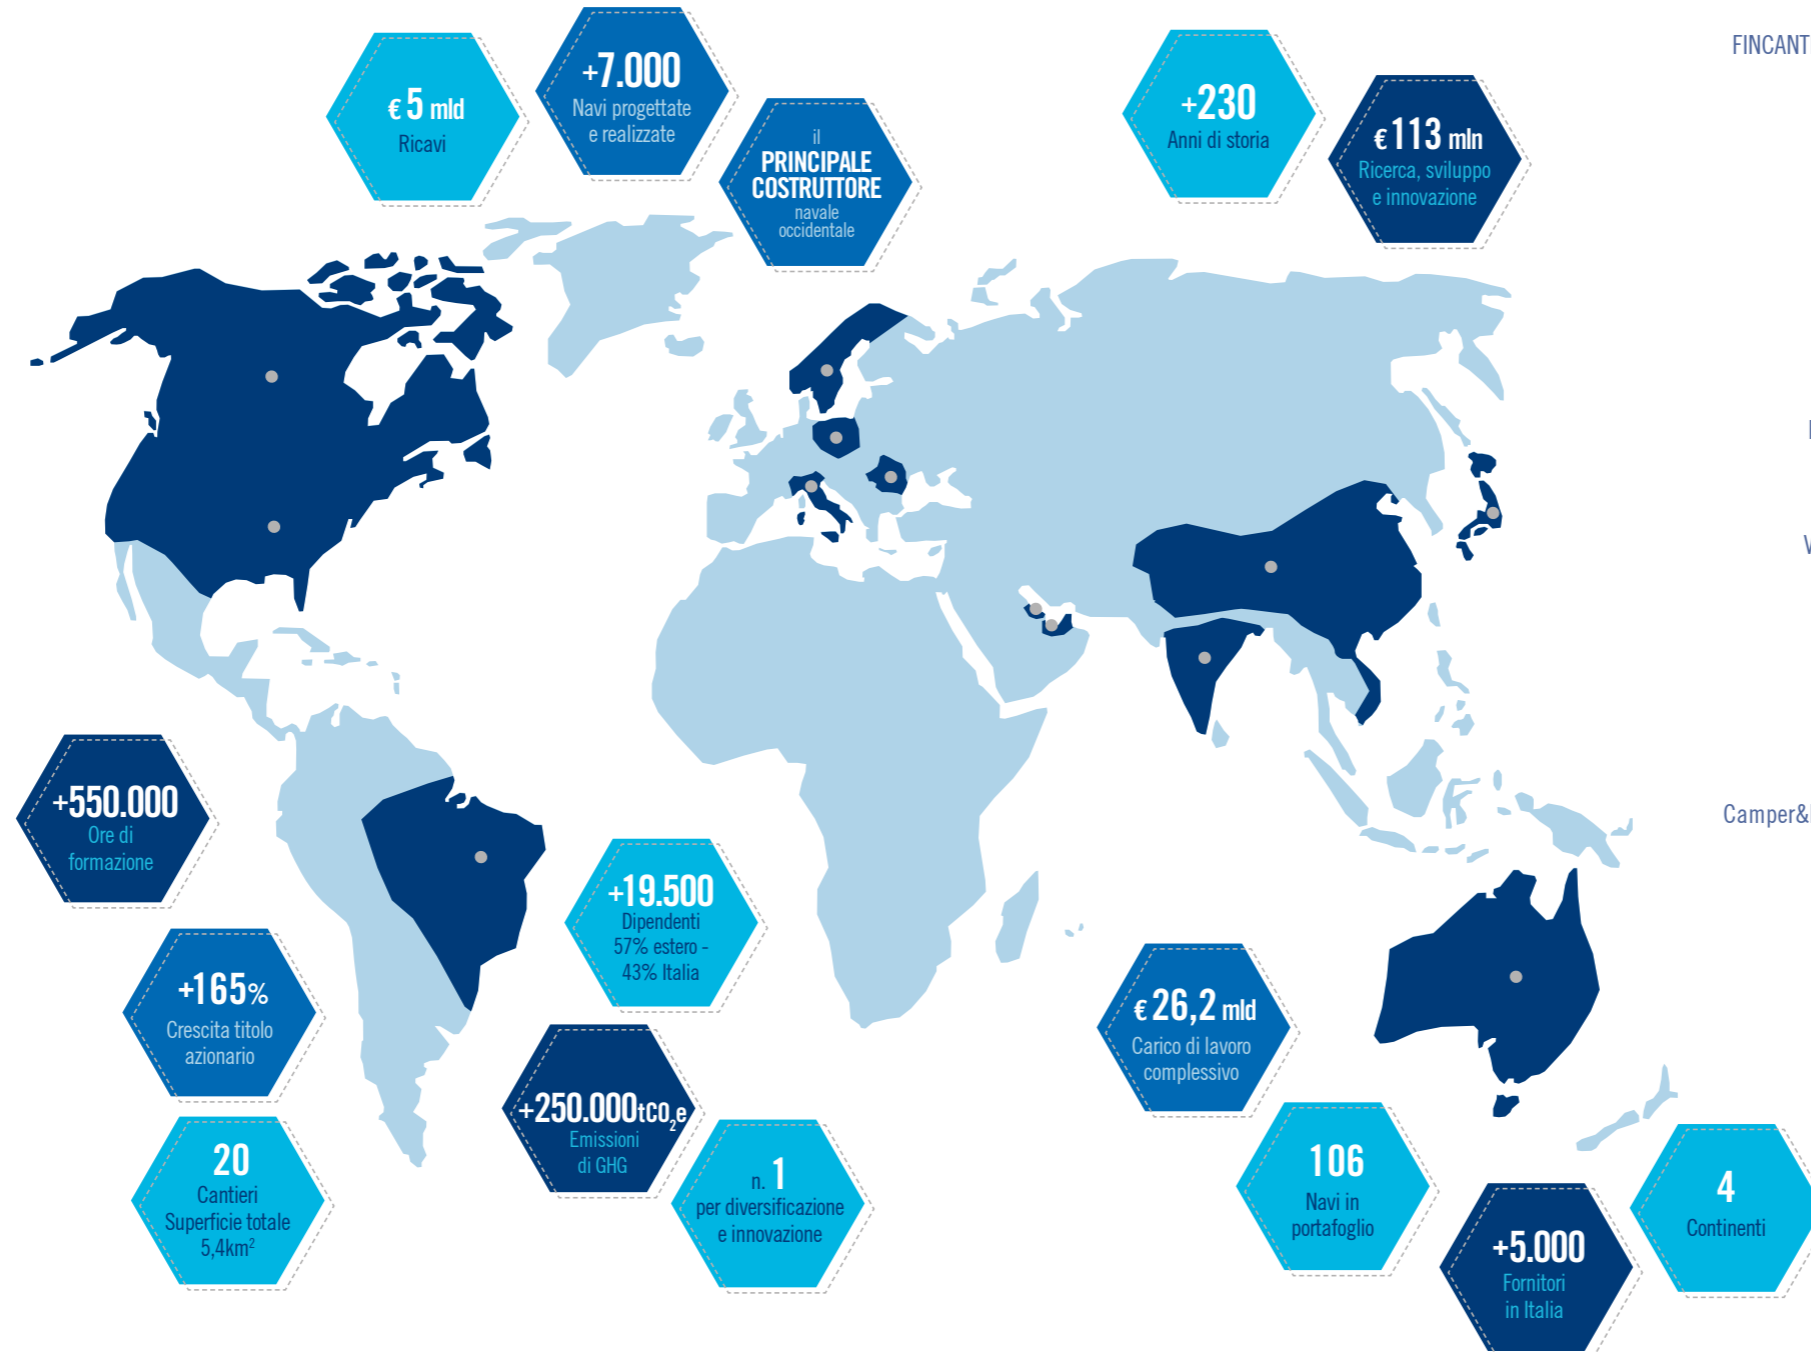 € 5 mld
Ricavi
+7.000
Navi progettate
e realizzate
il
PRINCIPALE
COSTRUTTORE
navale
occidentale
+230
Anni di storia
€ 113 mln
Ricerca, sviluppo
e innovazione
FINCANT
+550.000
Ore di
formazione
+165%
Crescita titolo
azionario
20
Cantieri
Superficie totale
5,4km²
+19.500
Dipendenti
57% estero -
43% Italia
+250.000tCO₂e
Emissioni
di GHG
n. 1
per diversificazione
e innovazione
Camper&
€ 26,2 mld
Carico di lavoro
complessivo
106
Navi in
portafoglio
+5.000
Fornitori
in Italia
4
Continenti